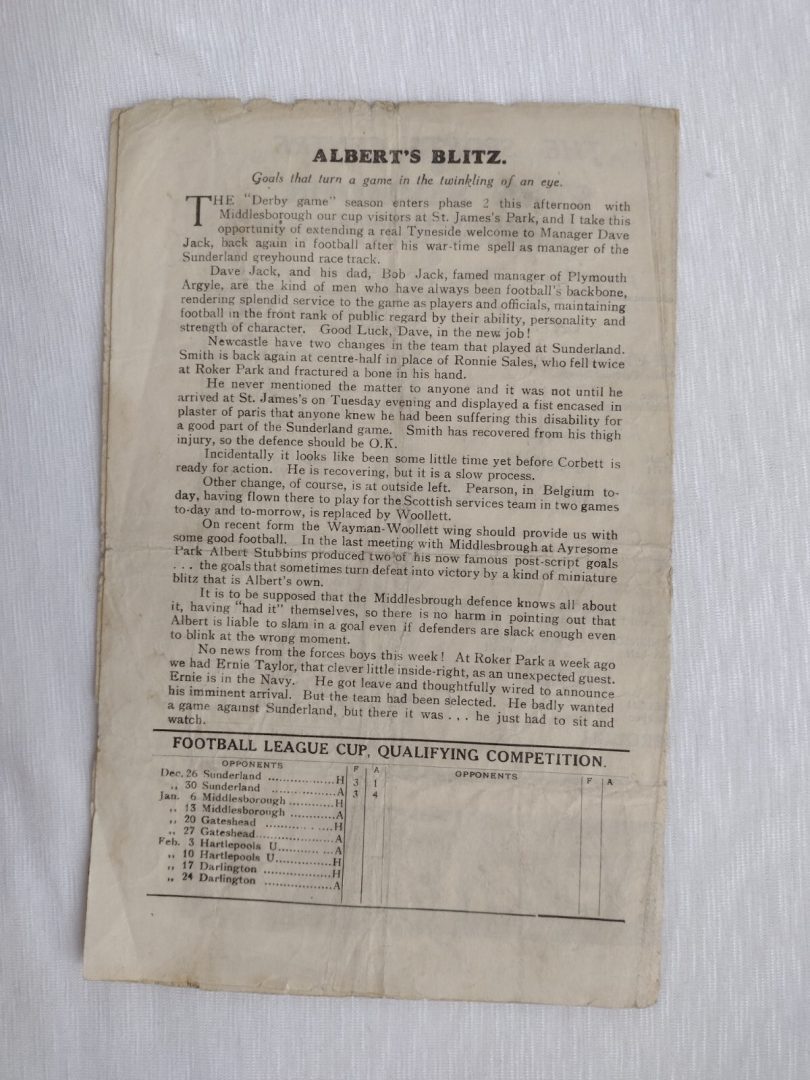 ALBERT'S BLITZ.
Goals that turn a game in the twinkling of an eye.
THE "Derby game" season enters phase 2 this afternoon with
Middlesborough our cup visitors at St. James's Park, and I take this
opportunity of extending a real Tyneside welcome to Manager Dave
Jack, back again in football after his war-time spell as manager of the
Sunderland greyhound race track.
Dave Jack, and his dad, Bob Jack, famed manager of Plymouth
Argyle, are the kind of men who have always been football's backbone,
rendering splendid service to the game as players and officials, maintaining
football in the front rank of public regard by their ability, personality and
strength of character. Good Luck, Dave, in the new job!
Newcastle have two changes in the team that played at Sunderland.
Smith is back again at centre-half in place of Ronnie Sales, who fell twice
at Roker Park and fractured a bone in his hand.
He never mentioned the matter to anyone and it was not until he
arrived at St. James's on Tuesday evening and displayed a fist encased in
plaster of paris that anyone knew he had been suffering this disability for
a good part of the Sunderland game. Smith has recovered from his thigh
injury, so the defence should be O.K.
Incidentally it looks like been some little time yet before Corbett is
ready for action. He is recovering, but it is a slow process.
Other change, of course, is at outside left. Pearson, in Belgium to-
day, having flown there to play for the Scottish services team in two games
to-day and to-morrow, is replaced by Woollett.
On recent form the Wayman-Woollett wing should provide us with
some good football. In the last meeting with Middlesbrough at Ayresome
Park Albert Stubbins produced two of his now famous post-script goals
. . . the goals that sometimes turn defeat into victory by a kind of miniature
blitz that is Albert's own.
It is to be supposed that the Middlesbrough defence knows all about
it, having "had it" themselves, so there is no harm in pointing out that
Albert is liable to slam in a goal even if defenders are slack enough even
to blink at the wrong moment.
No news from the forces boys this week! At Roker Park a week ago
we had Ernie Taylor, that clever little inside-right, as an unexpected guest.
Ernie is in the Navy. He got leave and thoughtfully wired to announce
his imminent arrival. But the team had been selected. He badly wanted
a game against Sunderland, but there it was . . . he just had to sit and
watch.
FOOTBALL LEAGUE CUP, QUALIFYING COMPETITION.
OPPONENTS F A OPPONENTS F A
Dec. 26 Sunderland ................H 3 1
„ 30 Sunderland ................A 3 4
Jan. 6 Middlesborough ...........H
„ 13 Middlesborough ...........A
„ 20 Gateshead ................H
„ 27 Gateshead...................A
Feb. 3 Hartlepools U..............A
„ 10 Hartlepools U..............H
„ 17 Darlington .................H
„ 24 Darlington .................A